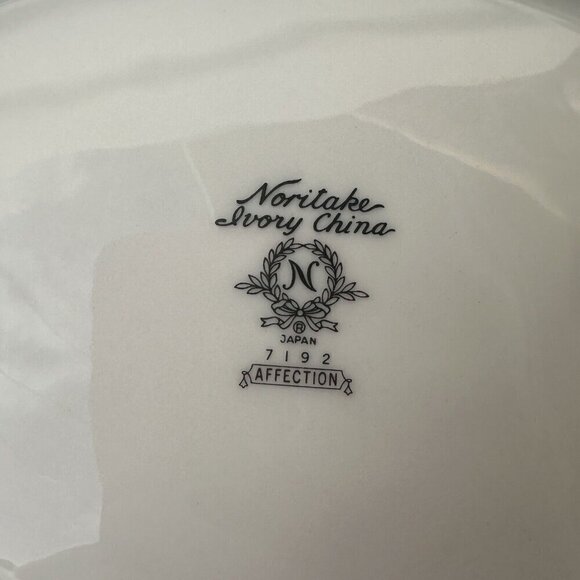 Noritake
Ivory China
N
®
JAPAN
7192
AFFECTION